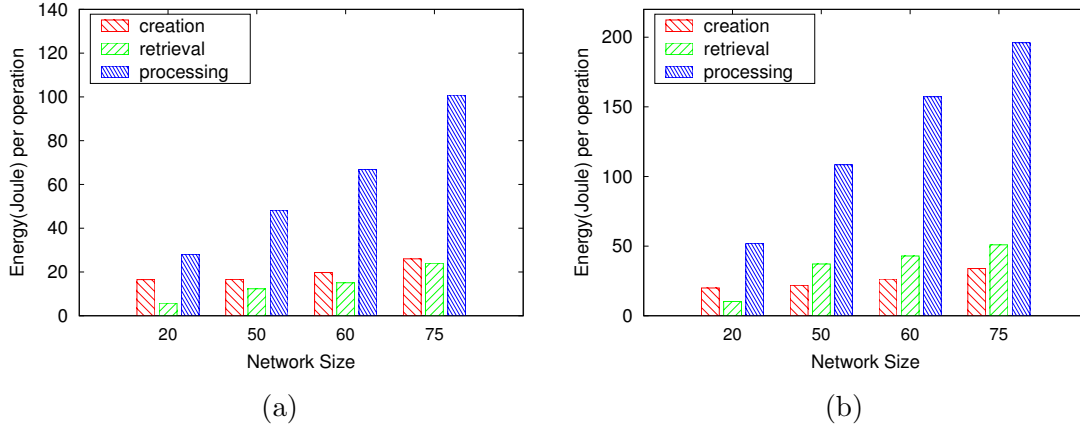 140
120
100
80
60
40
20
0
Energy(Joule) per operation
creation
retrieval
processing
20 50 60 75
Network Size
(a)
200
150
100
50
0
Energy(Joule) per operation
creation
retrieval
processing
20 50 60 75
Network Size
(b)